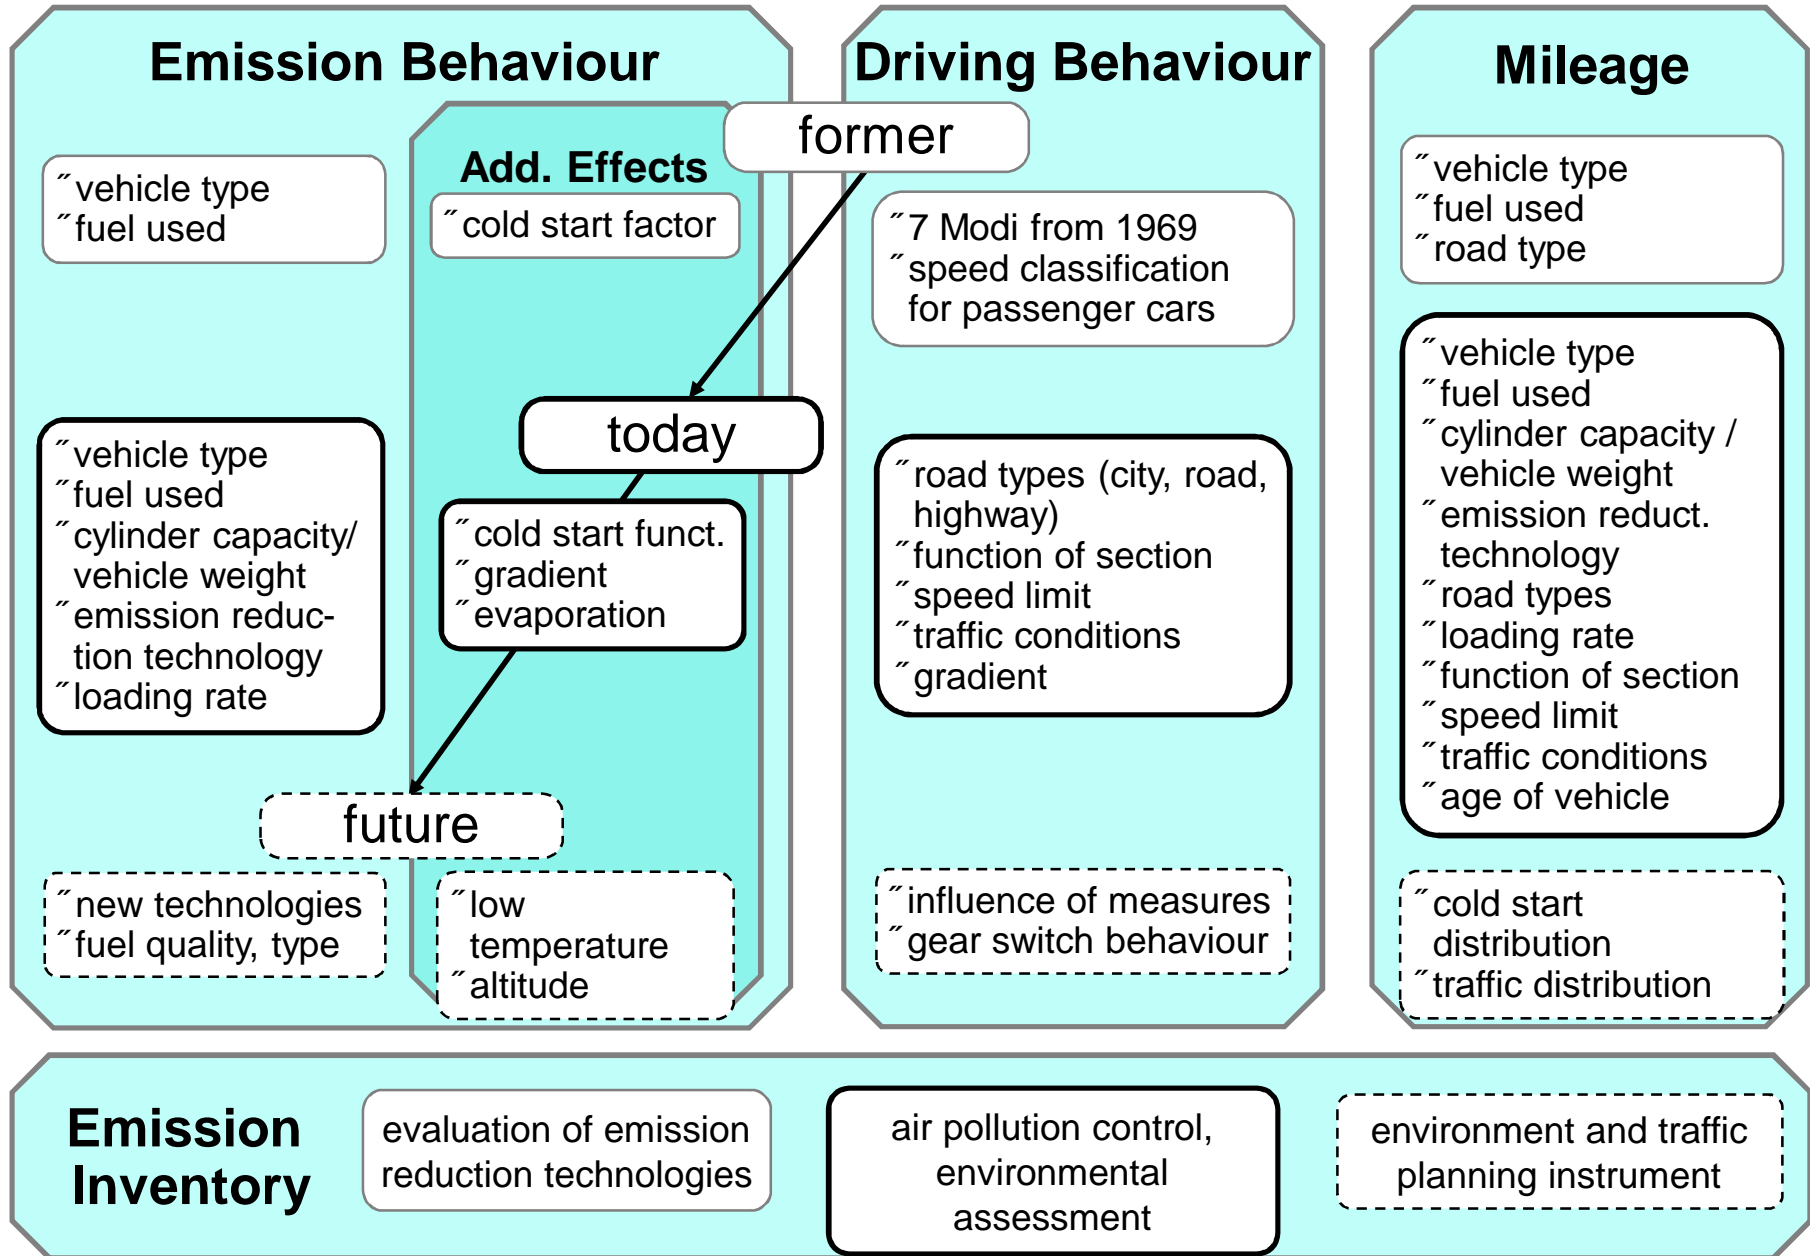 Emission Behaviour
˝vehicle type
˝fuel used
Add. Effects
˝cold start factor
former
today
˝vehicle type
˝fuel used
˝cylinder capacity/
vehicle weight
˝emission reduc-
tion technology
˝loading rate
˝cold start funct.
˝gradient
˝evaporation
future
˝new technologies
˝fuel quality, type
˝low
temperature
˝altitude
Driving Behaviour
˝7 Modi from 1969
˝speed classification
for passenger cars
˝road types (city, road,
highway)
˝function of section
˝speed limit
˝traffic conditions
˝gradient
˝influence of measures
˝gear switch behaviour
Mileage
˝vehicle type
˝fuel used
˝road type
˝vehicle type
˝fuel used
˝cylinder capacity /
vehicle weight
˝emission reduct.
technology
˝road types
˝loading rate
˝function of section
˝speed limit
˝traffic conditions
˝age of vehicle
˝cold start
distribution
˝traffic distribution
Emission
Inventory
evaluation of emission
reduction technologies
air pollution control,
environmental
assessment
environment and traffic
planning instrument